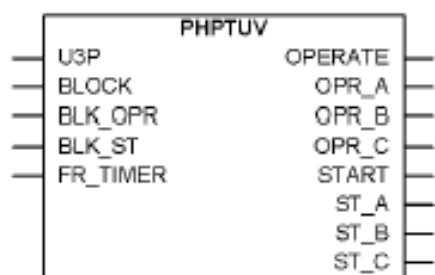 PHPTUV
U3P OPERATE
BLOCK OPR_A
BLK_OPR OPR_B
BLK_ST OPR_C
FR_TIMER START
ST_A
ST_B
ST_C